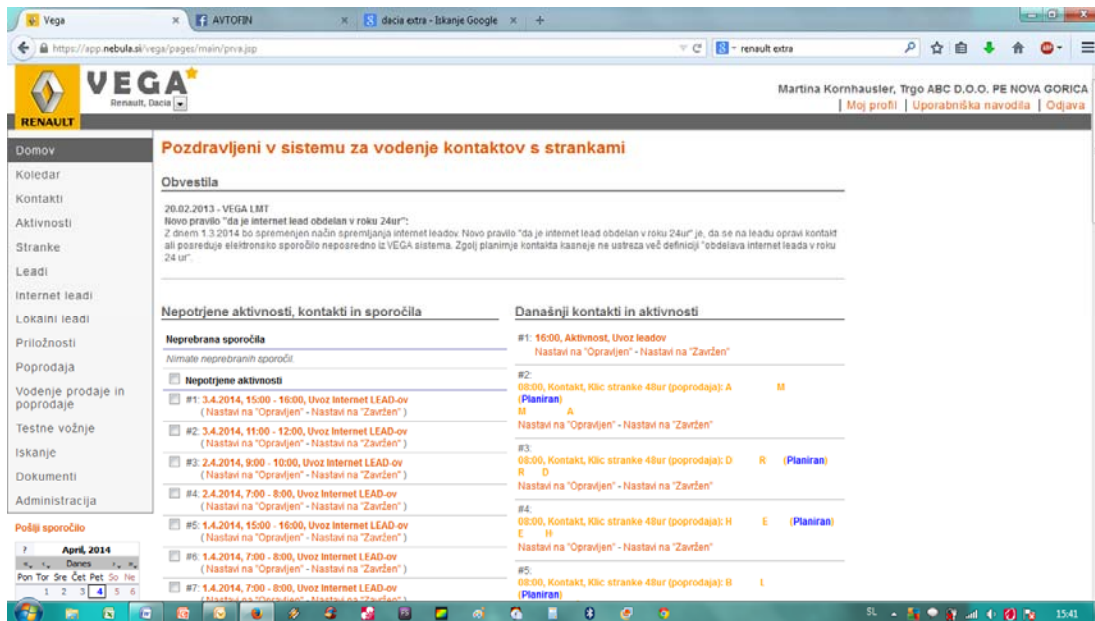 Vega
AVTOFIN
dacia extra - Iskanje Google
https://app.nebula.si/vega/pages/main/prva.jsp
renault extra
RENAULT
VEGA
Renault, Dacia
Martina Kornhausler, Trgo ABC D.O.O. PE NOVA GORICA
| Moj profil | Uporabniška navodila | Odjava
Domov
Koledar
Kontakti
Aktivnosti
Stranke
Leadi
Internet leadi
Lokalni leadi
Priložnosti
Poprodaja
Vodenje prodaje in
poprodaje
Testne vožnje
Iskanje
Dokumenti
Administracija
Pošlji sporočilo
? April, 2014
«, ‹, Danes ›, »,
Pon Tor Sre Čet Pet So Ne
1 2 3 4 5 6
Pozdravljeni v sistemu za vodenje kontaktov s strankami
Obvestila
20.02.2013 - VEGA LMT
Novo pravilo "da je internet lead obdelan v roku 24ur":
Z dnem 1.3.2014 bo spremenjen način spremljanja internet leadov. Novo pravilo "da je internet lead obdelan v roku 24ur" je, da se na leadu opravi kontakt
ali posreduje elektronsko sporočilo neposredno iz VEGA sistema. Zgolj planirnje kontakta kasneje ne ustreza več definiciji "obdelava internet leada v roku
24 ur".
Nepotrjene aktivnosti, kontakti in sporočila
Neprebrana sporočila
Nimate neprebranih sporočil.
Nepotrjene aktivnosti
#1: 3.4.2014, 15:00 - 16:00, Uvoz Internet LEAD-ov
( Nastavi na "Opravljen" - Nastavi na "Završen" )
#2: 3.4.2014, 11:00 - 12:00, Uvoz Internet LEAD-ov
( Nastavi na "Opravljen" - Nastavi na "Završen" )
#3: 2.4.2014, 9:00 - 10:00, Uvoz Internet LEAD-ov
( Nastavi na "Opravljen" - Nastavi na "Završen" )
#4: 2.4.2014, 7:00 - 8:00, Uvoz Internet LEAD-ov
( Nastavi na "Opravljen" - Nastavi na "Završen" )
#5: 1.4.2014, 15:00 - 16:00, Uvoz Internet LEAD-ov
( Nastavi na "Opravljen" - Nastavi na "Završen" )
#6: 1.4.2014, 7:00 - 8:00, Uvoz Internet LEAD-ov
( Nastavi na "Opravljen" - Nastavi na "Završen" )
#7: 1.4.2014, 7:00 - 8:00, Uvoz Internet LEAD-ov
( Nastavi na "Opravljen" - Nastavi na "Završen" )
Današnji kontakti in aktivnosti
#1: 16:00, Aktivnost, Uvoz leadov
Nastavi na "Opravljen" - Nastavi na "Završen"
#2:
08:00, Kontakt, Klic stranke 48ur (poprodaja): A M
(Planiran)
M A
Nastavi na "Opravljen" - Nastavi na "Završen"
#3:
08:00, Kontakt, Klic stranke 48ur (poprodaja): D R (Planiran)
R D
Nastavi na "Opravljen" - Nastavi na "Završen"
#4:
08:00, Kontakt, Klic stranke 48ur (poprodaja): H E (Planiran)
E H
Nastavi na "Opravljen" - Nastavi na "Završen"
#5:
08:00, Kontakt, Klic stranke 48ur (poprodaja): B L
(Planiran)
SL
15:41